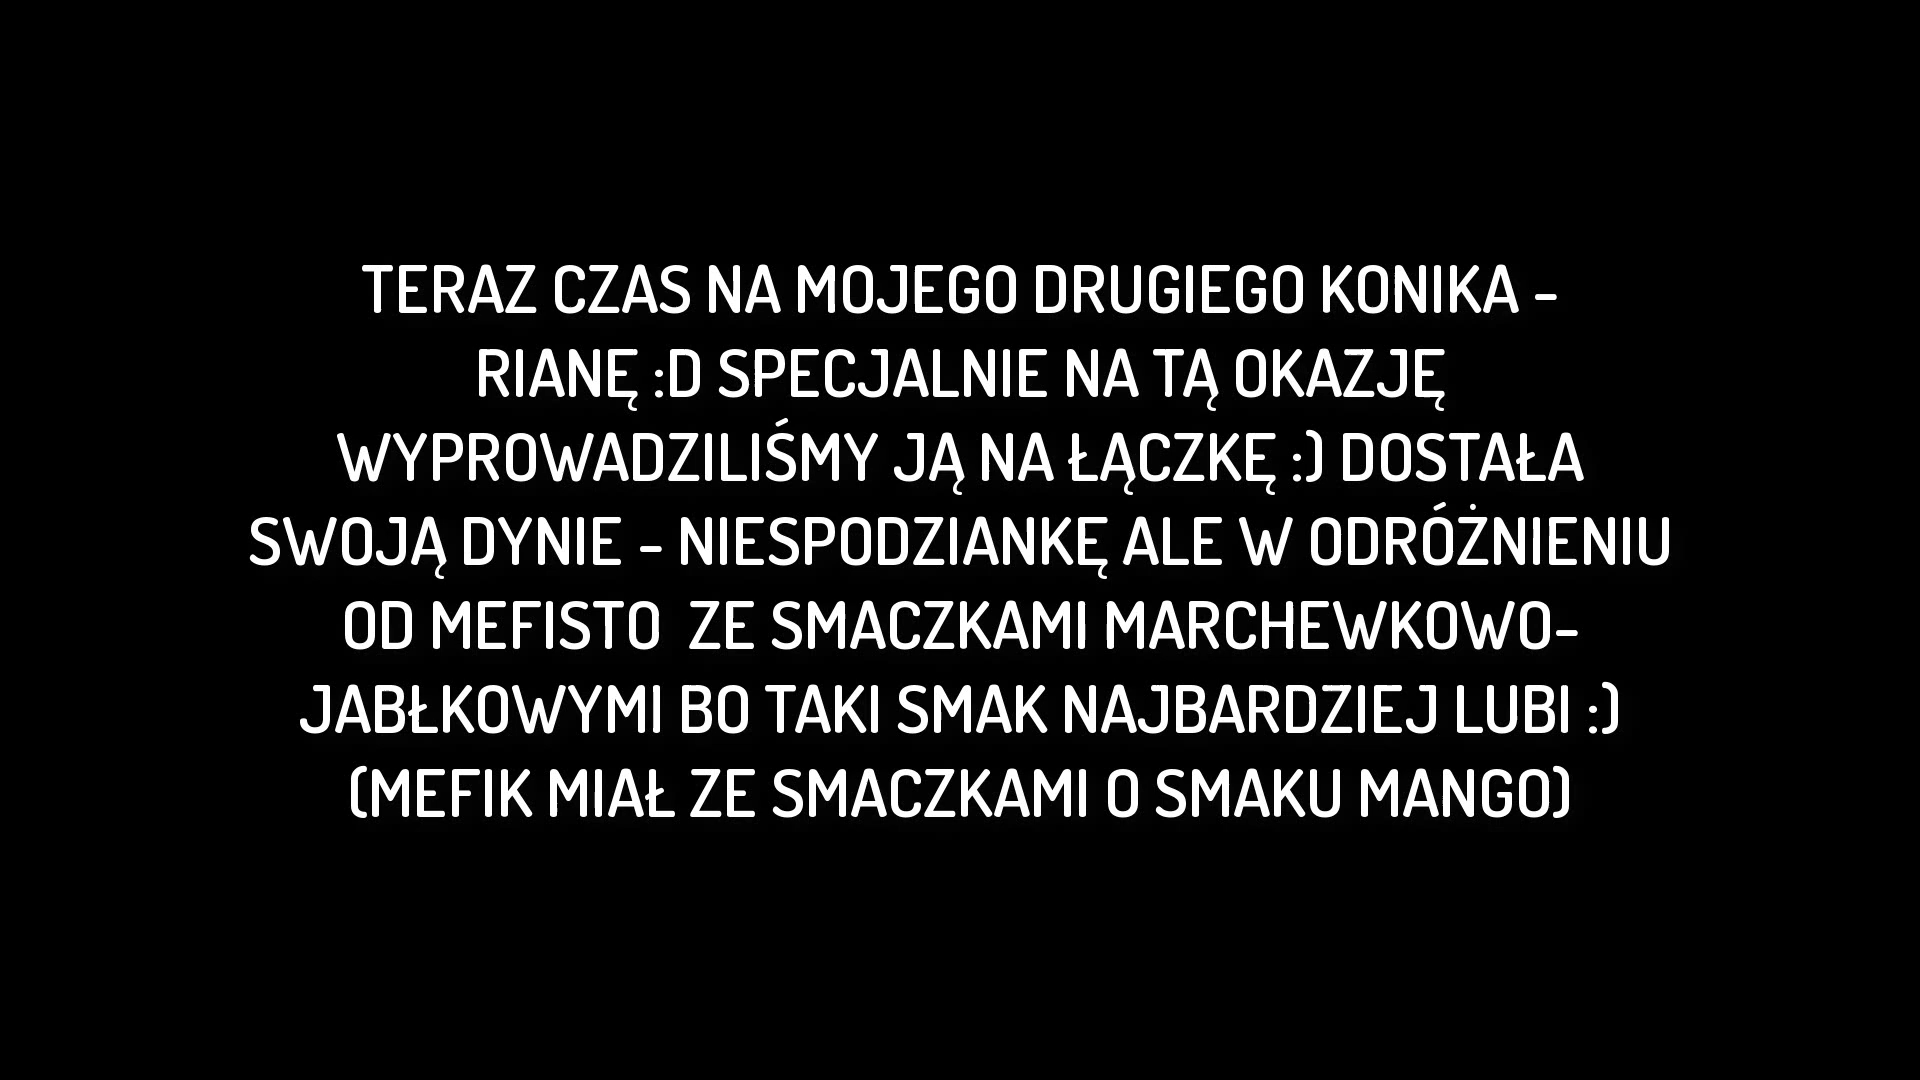 TERAZ CZAS NA MOJEGO DRUGIEGO KONIKA -
RIANĘ :D SPECJALNIE NA TĄ OKAZJĘ
WYPROWADZILIŚMY JĄ NA ŁĄCZKĘ :) DOSTAŁA
SWOJĄ DYNIE - NIESPODZIANKĘ ALE W ODRÓŻNIENIU
OD MEFISTO  ZE SMACZKAMI MARCHEWKOWO-
JABŁKOWYMI BO TAKI SMAK NAJBARDZIEJ LUBI :)
(MEFIK MIAŁ ZE SMACZKAMI O SMAKU MANGO)